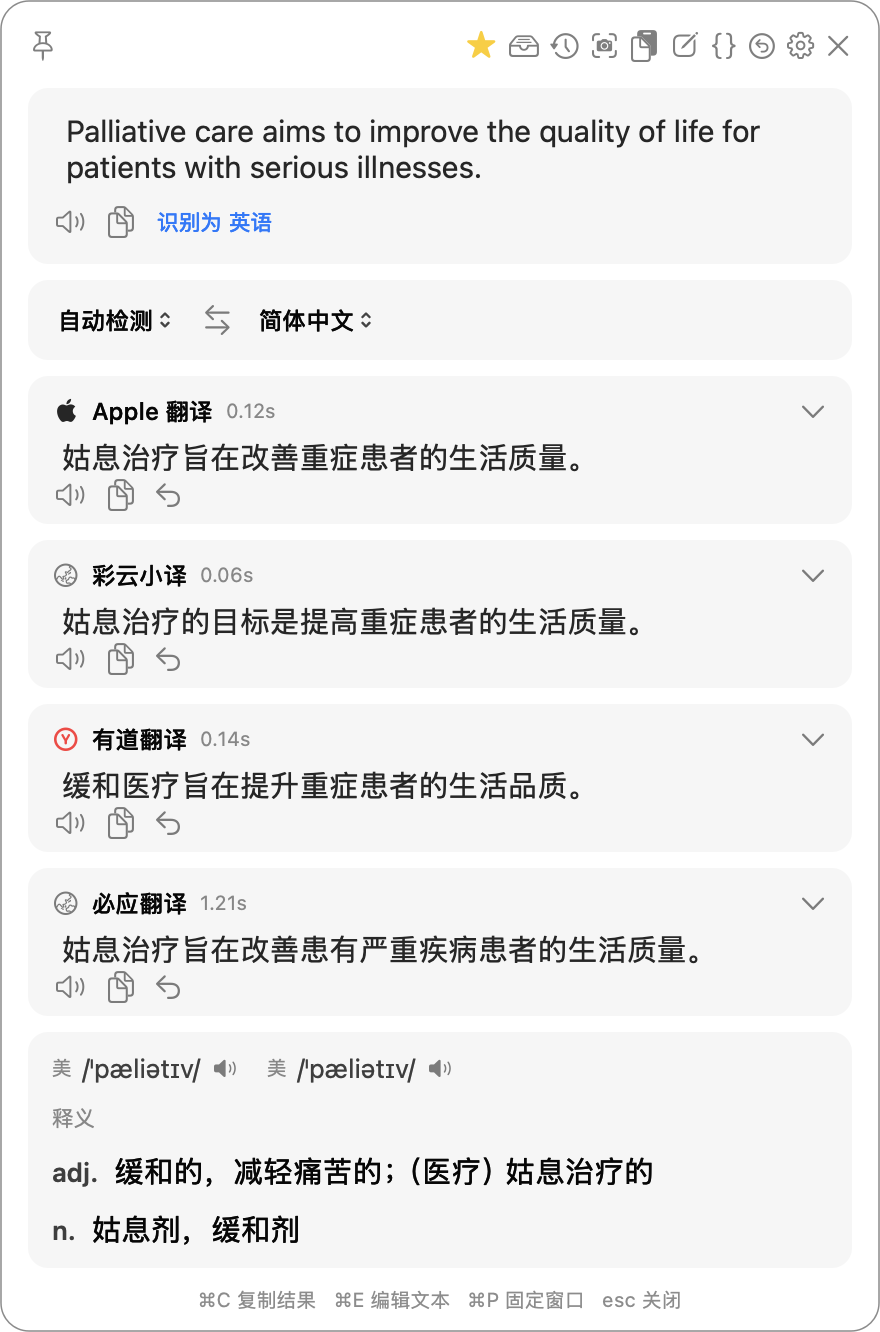 Palliative care aims to improve the quality of life for
patients with serious illnesses.
识别为 英语
自动检测 简体中文
Apple 翻译 0.12s
姑息治疗旨在改善重症患者的生活质量。
彩云小译 0.06s
姑息治疗的目标是提高重症患者的生活质量。
有道翻译 0.14s
缓和医疗旨在提升重症患者的生活品质。
必应翻译 1.21s
姑息治疗旨在改善患有严重疾病患者的生活质量。
美 /ˈpæliətɪv/ 美 /ˈpæliətɪv/
释义
adj. 缓和的，减轻痛苦的；（医疗）姑息治疗的
n. 姑息剂，缓和剂
⌘C 复制结果 ⌘E 编辑文本 ⌘P 固定窗口 esc 关闭